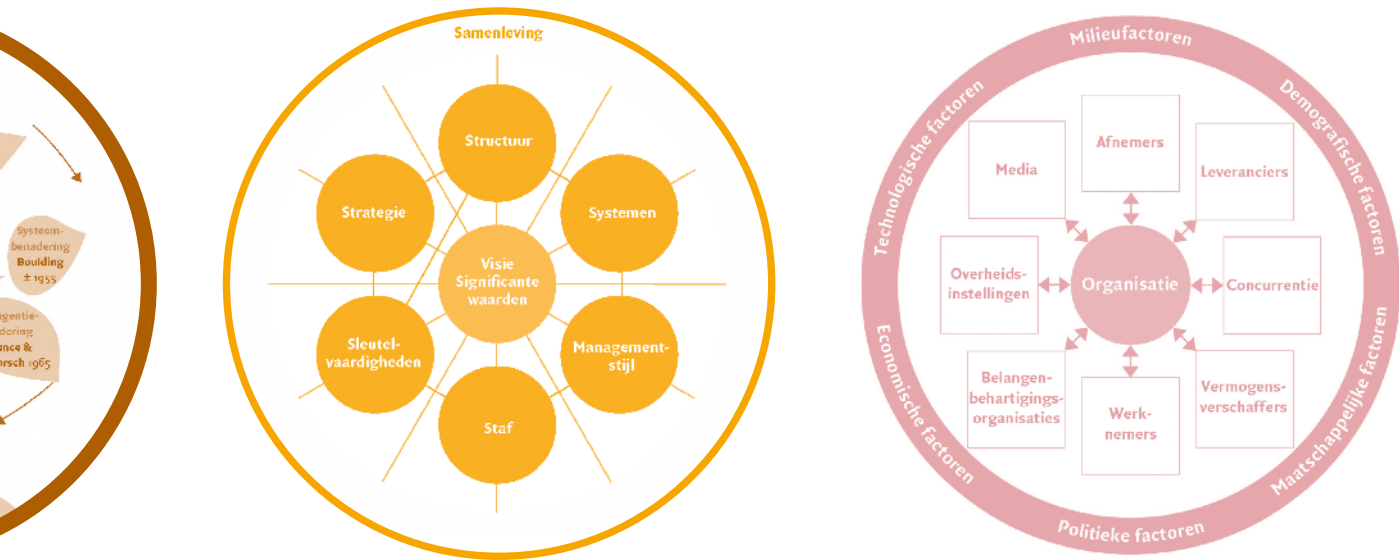 Systeem-
benadering
Boulding
± 1955
Samenleving
Structuur
Strategie
Systemen
Visie
Significante
waarden
Sleutel-
vaardigheden
Management-
stijl
Staf
Milieufactoren
Technologische factoren
Demografische factoren
Afnemers
Media
Leveranciers
Overheids-
instellingen
Organisatie
Concurrentie
Belangen-
behartigings-
organisaties
Werk-
nemers
Vermogens-
verschaffers
Economische factoren
Maatschappelijke factoren
Politieke factoren